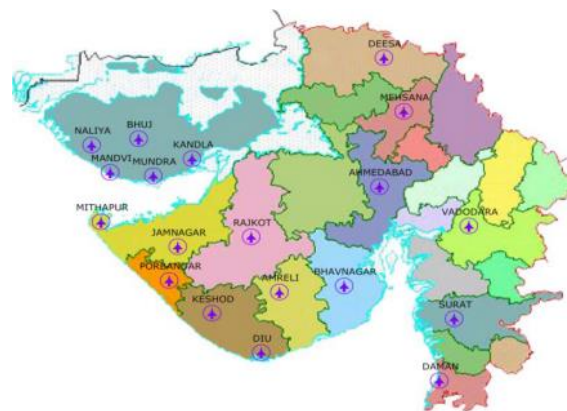 DEESA
MEHSANA
BHUJ
NALIYA
KANDLA
MANDVI
MUNDRA
AHMEDABAD
MITHAPUR
VADODARA
JAMNAGAR
RAJKOT
PORBANDAR
AMRELI
BHAVNAGAR
KESHOD
SURAT
DIU
DAMAN